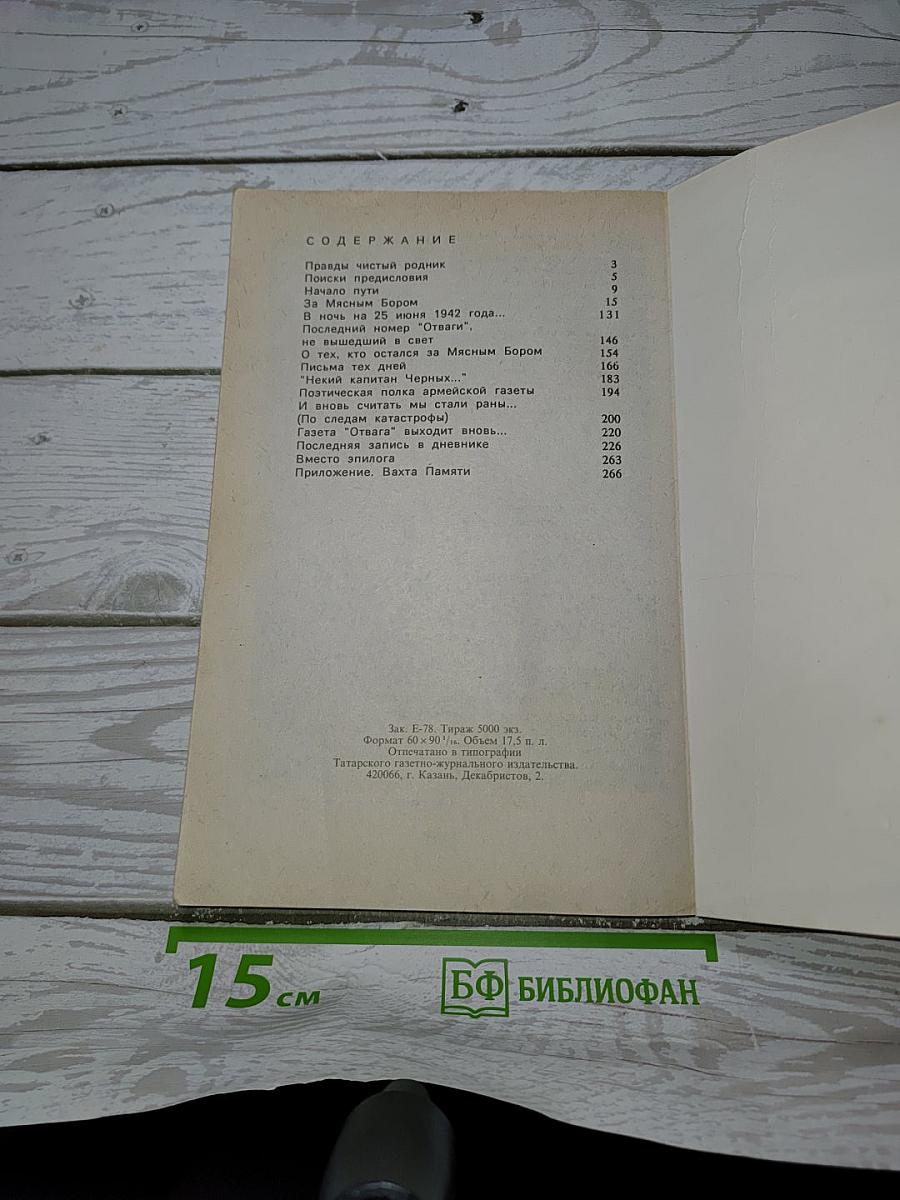 СОДЕРЖАНИЕ
Правды чистый родник 3
Поиски предисловия 5
Начало пути 9
За Мясным Бором 15
В ночь на 25 июня 1942 года... 131
Последний номер "Отваги",
не вышедший в свет 146
О тех, кто остался за Мясным Бором 154
Письма тех дней 166
"Некий капитан Черных..." 183
Поэтическая полка армейской газеты 194
И вновь считать мы стали раны...
(По следам катастрофы) 200
Газета "Отвага" выходит вновь... 220
Последняя запись в дневнике 226
Вместо эпилога 263
Приложение. Вахта Памяти 266
Зак. Е-78. Тираж 5000 экз.
Формат 60×90 ¹/₁₆. Объем 17,5 п. л.
Отпечатано в типографии
Татарского газетно-журнального издательства.
420066, г. Казань, Декабристов, 2.
15 см
БФ БИБЛИОФАН